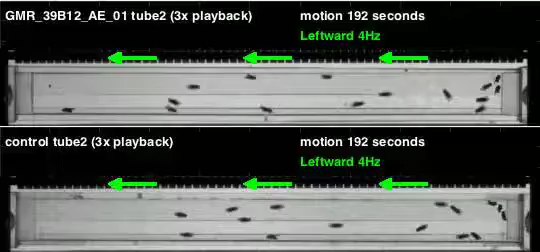 GMR_39B12_AE_01 tube2 (3x playback) motion 192 seconds
Leftward 4Hz
control tube2 (3x playback) motion 192 seconds
Leftward 4Hz